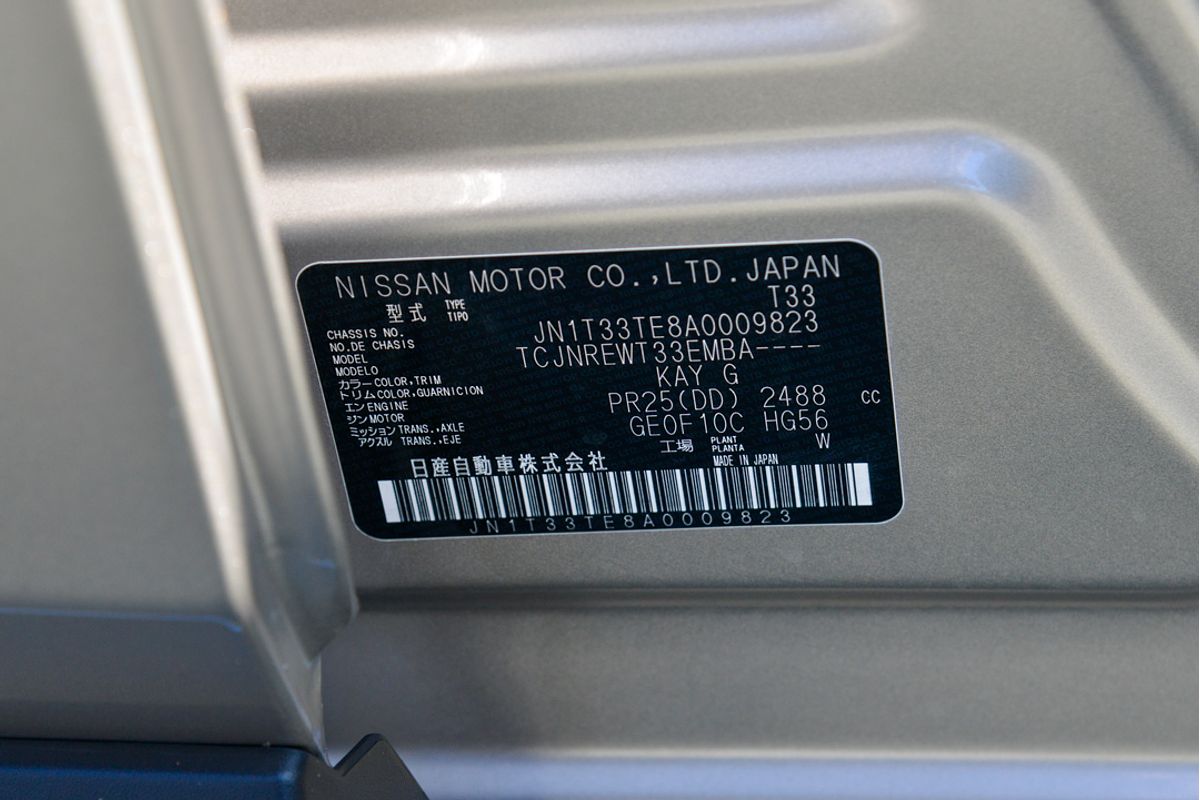 NISSAN MOTOR CO.,LTD.JAPAN
型式 TYPE TIPO T33
CHASSIS NO. NO.DE CHASIS JN1T33TE8A0009823
MODEL MODELO TCJNREWT33EMBA----
カラー COLOR,TRIM トリム COLOR,GUARNICION KAY G
エンジン ENGINE MOTOR PR25(DD) 2488 CC
ミッション TRANS.,AXLE アクスル TRANS.,EJE GE0F10C HG56
工場 PLANT PLANTA W
日産自動車株式会社 MADE IN JAPAN
JN1T33TE8A0009823